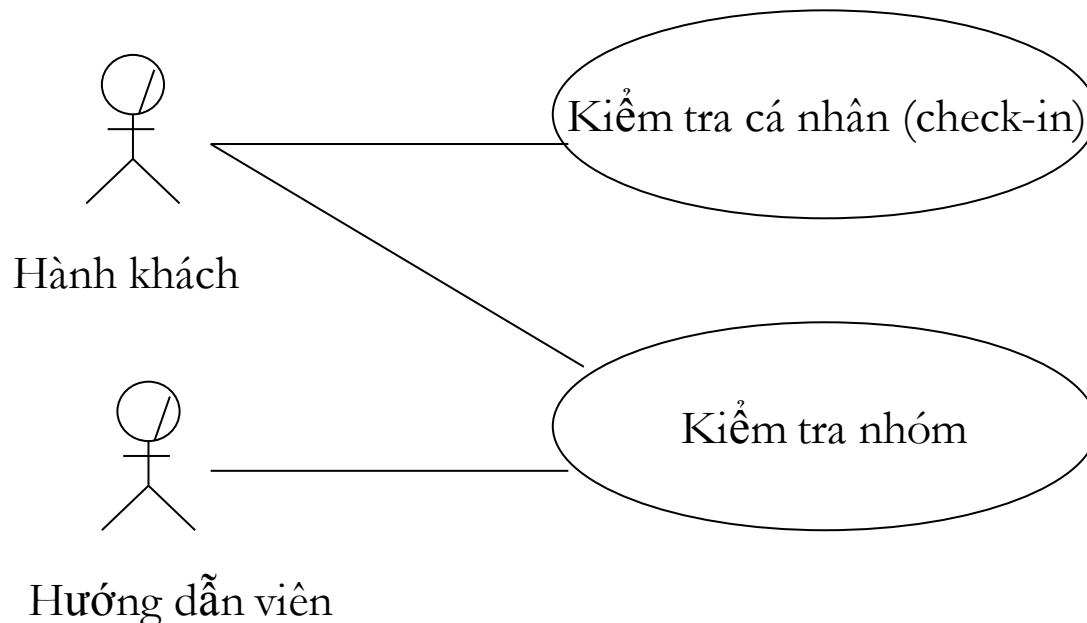 Kiểm tra cá nhân (check-in)
Hành khách
Kiểm tra nhóm
Hướng dẫn viên